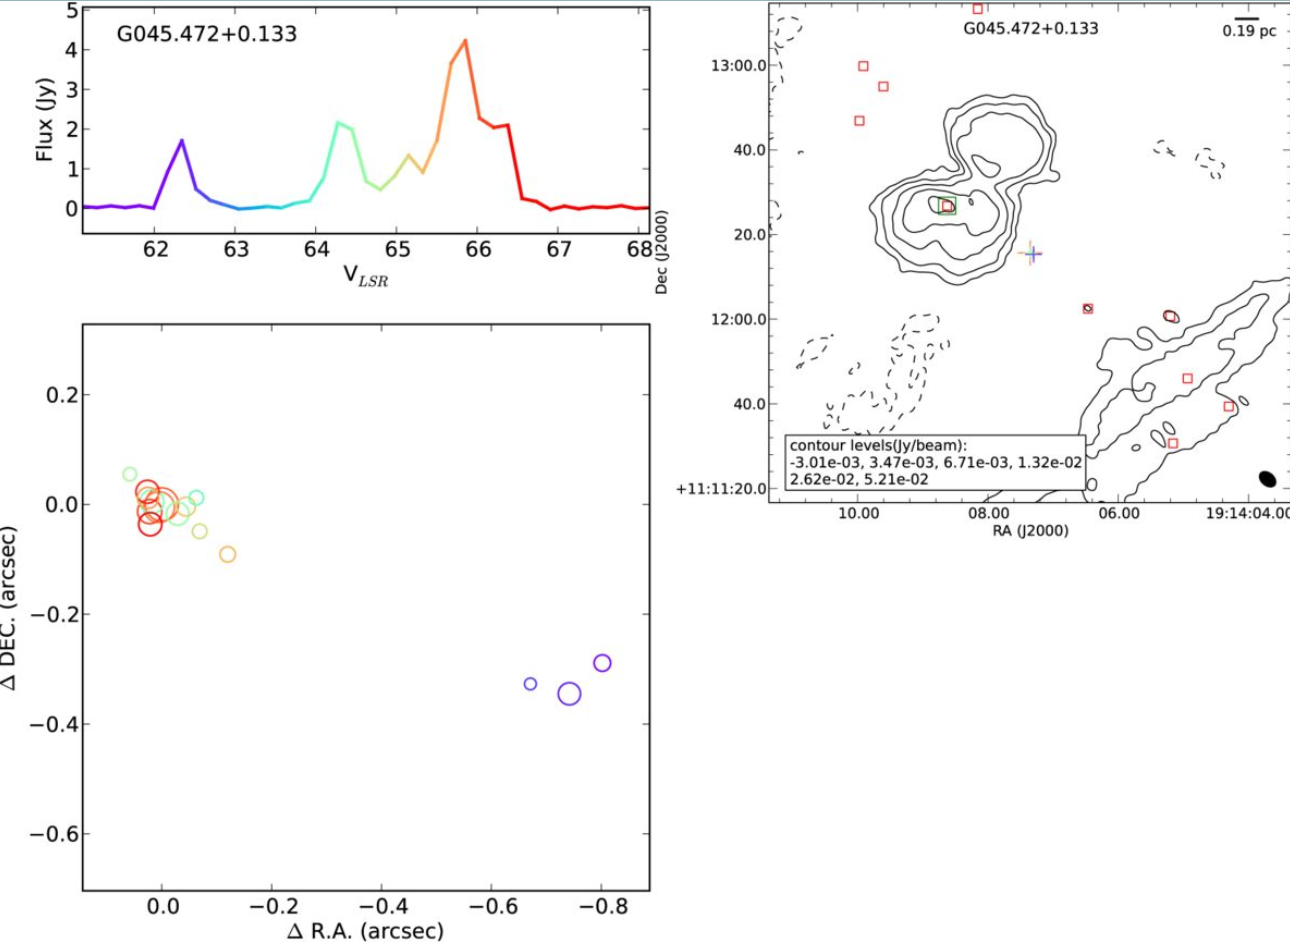 G045.472+0.133
Flux (Jy)
5
4
3
2
1
0
62 63 64 65 66 67 68
V_LSR
Δ DEC. (arcsec)
0.2
0.0
−0.2
−0.4
−0.6
0.0 −0.2 −0.4 −0.6 −0.8
Δ R.A. (arcsec)
G045.472+0.133
0.19 pc
Dec (J2000)
13:00.0
40.0
20.0
12:00.0
40.0
+11:11:20.0
contour levels(Jy/beam):
-3.01e-03, 3.47e-03, 6.71e-03, 1.32e-02
2.62e-02, 5.21e-02
10.00 08.00 06.00 19:14:04.00
RA (J2000)